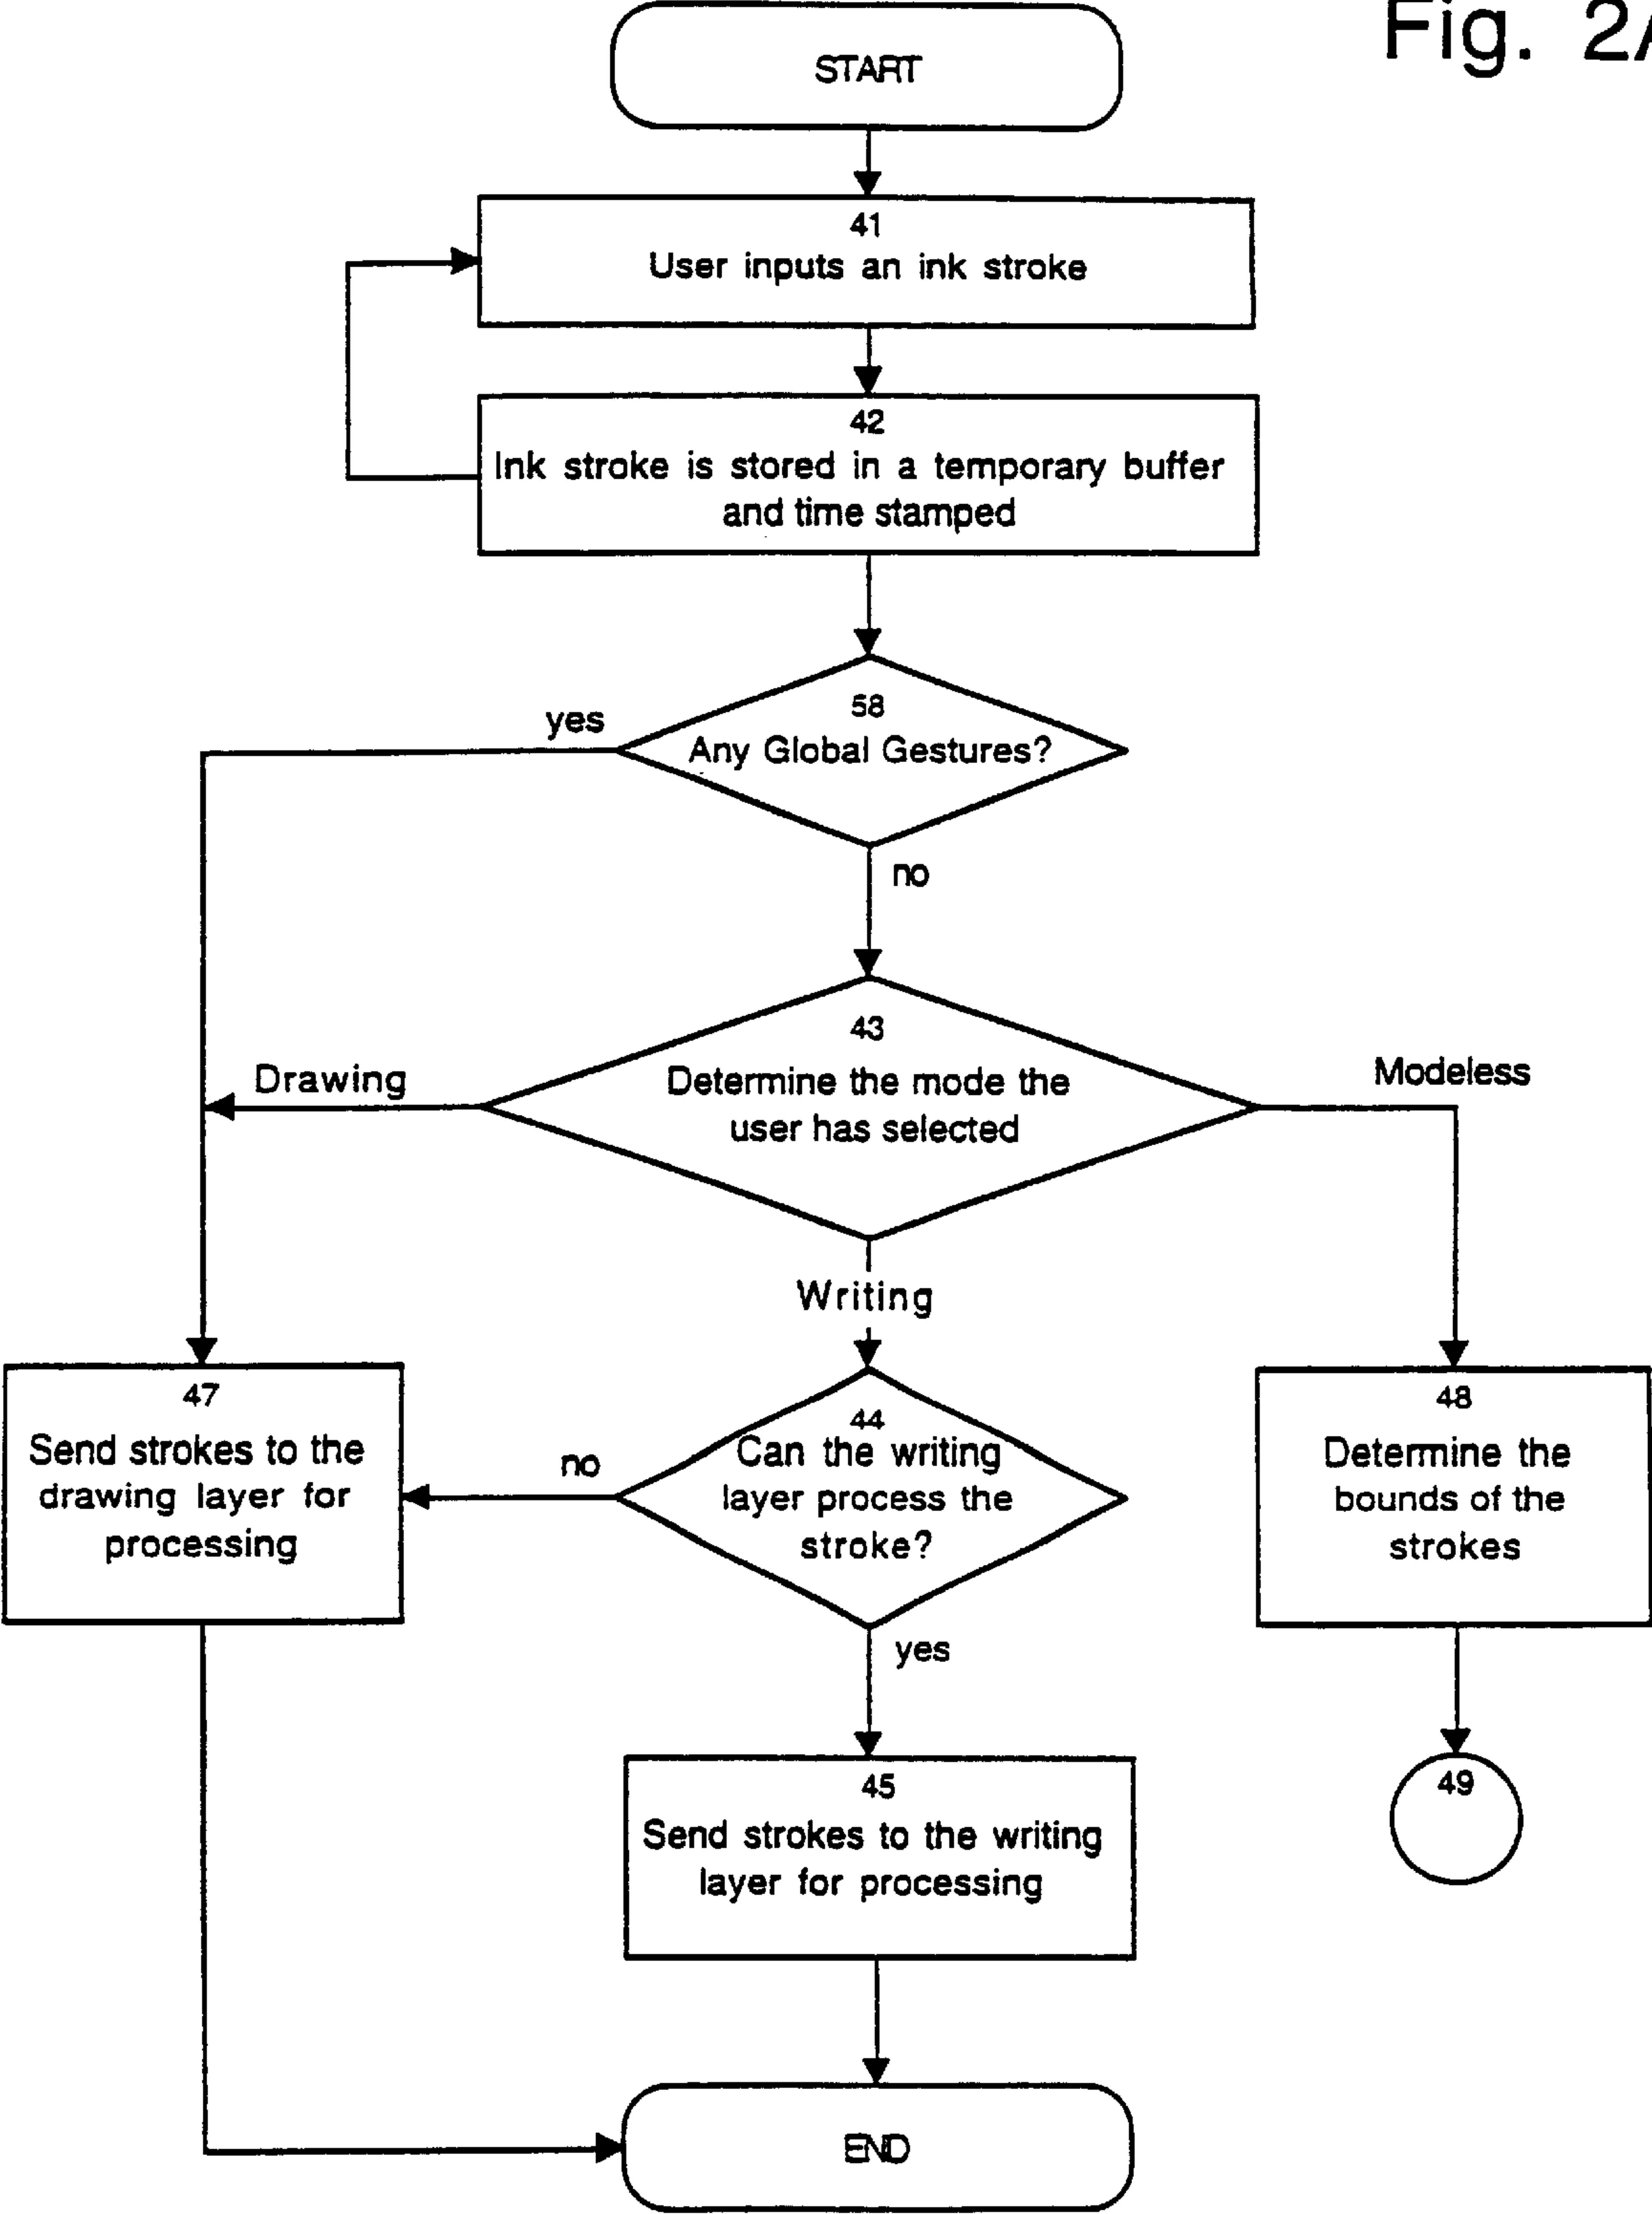 Fig. 2A
START
41
User inputs an ink stroke
42
Ink stroke is stored in a temporary buffer
and time stamped
58
Any Global Gestures?
yes
no
43
Determine the mode the
user has selected
Drawing
Modeless
Writing
47
Send strokes to the
drawing layer for
processing
no
44
Can the writing
layer process the
stroke?
yes
48
Determine the
bounds of the
strokes
45
Send strokes to the writing
layer for processing
49
END